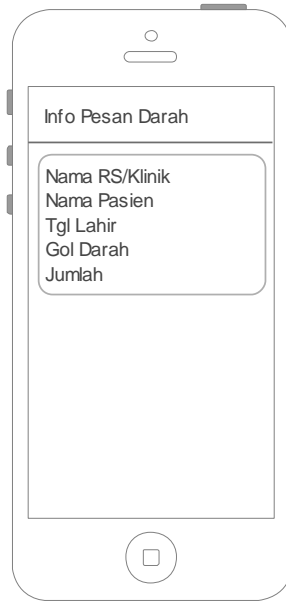 Info Pesan Darah
Nama RS/Klinik
Nama Pasien
Tgl Lahir
Gol Darah
Jumlah